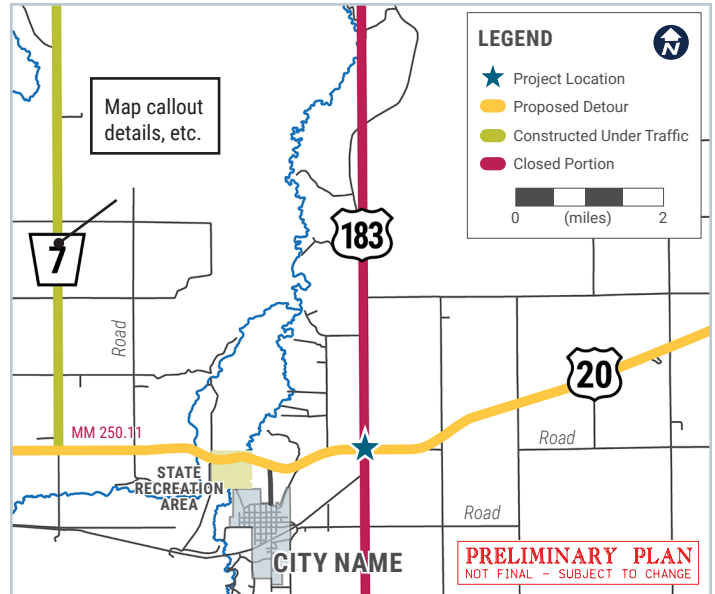 LEGEND
N
Project Location
Proposed Detour
Constructed Under Traffic
Closed Portion
0 (miles) 2
Map callout
details, etc.
183
7
Road
20
MM 250.11
Road
STATE
RECREATION
AREA
Road
CITY NAME
PRELIMINARY PLAN
NOT FINAL - SUBJECT TO CHANGE